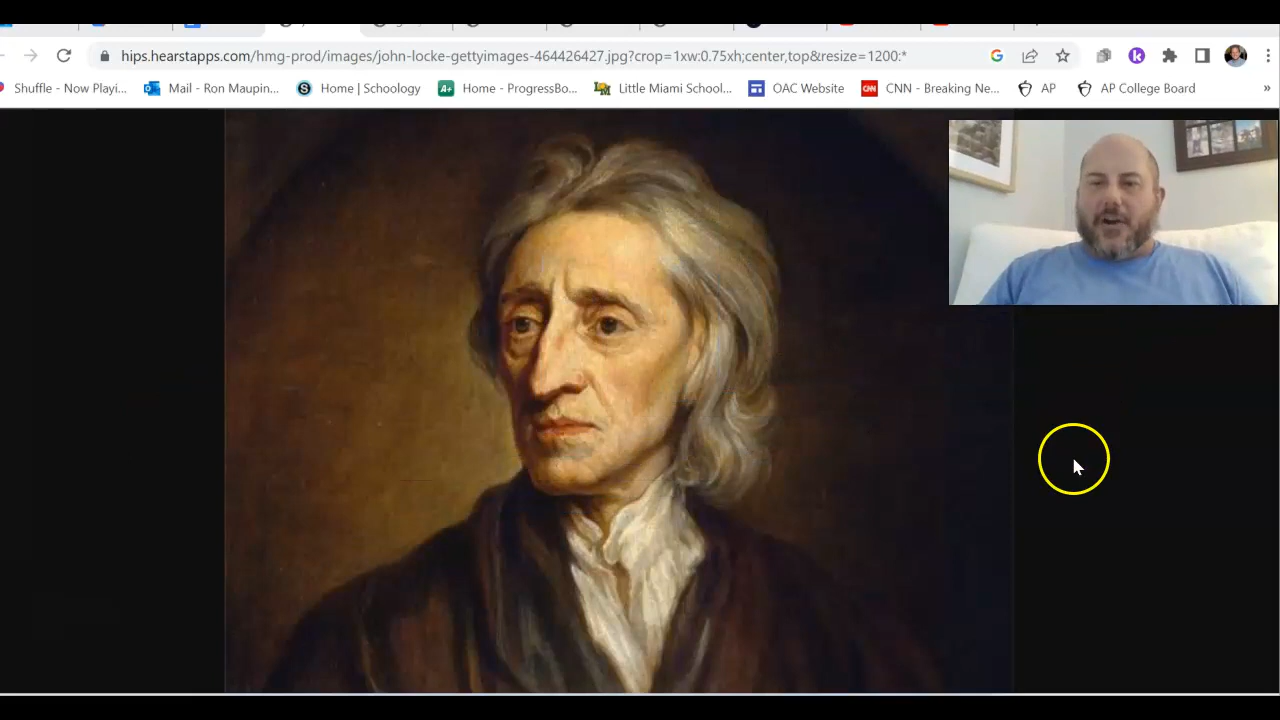 hips.hearstapps.com/hmg-prod/images/john-locke-gettyimages-464426427.jpg?crop=1xw:0.75xh;center,top&resize=1200:*
Shuffle - Now Playi... Mail - Ron Maupin... Home | Schoology A+ Home - ProgressBo... Little Miami School... OAC Website CNN CNN - Breaking Ne... AP AP College Board »